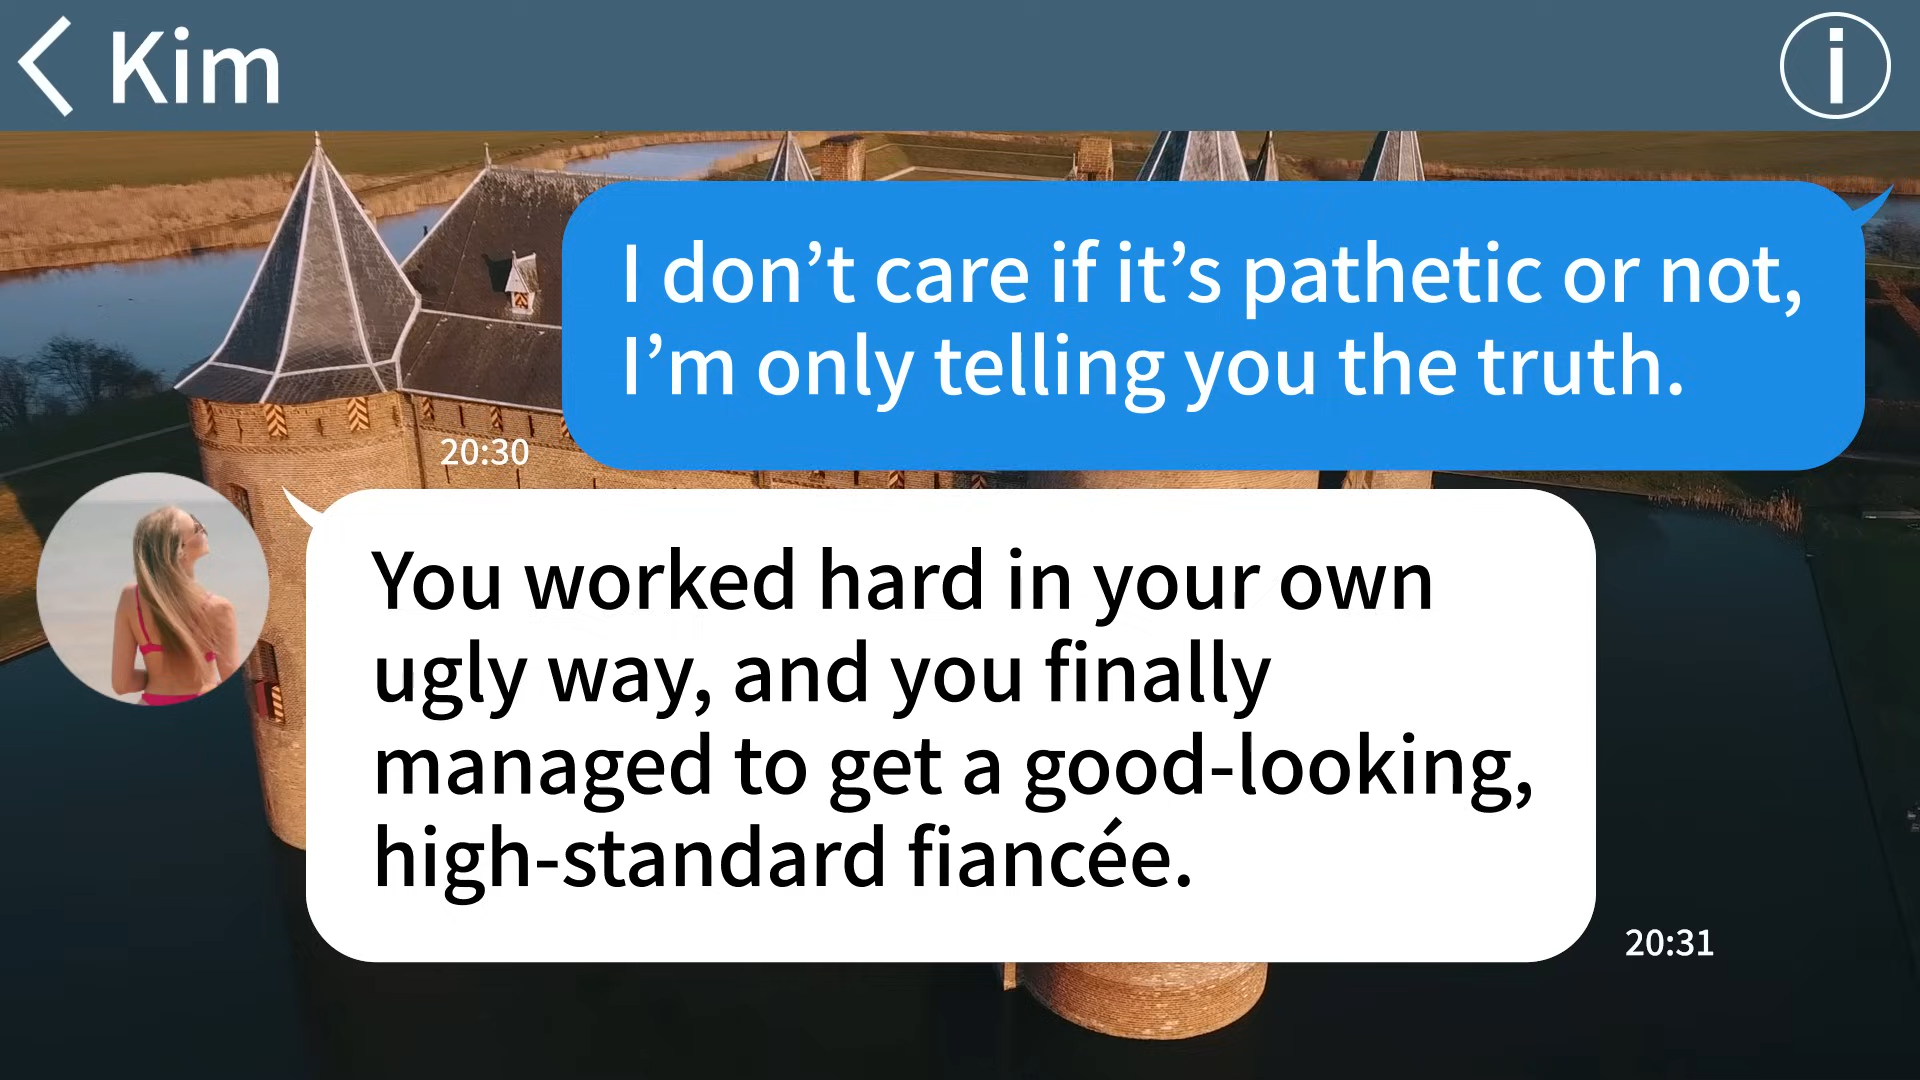 Kim
i
I don’t care if it’s pathetic or not,
I’m only telling you the truth.
20:30
You worked hard in your own
ugly way, and you finally
managed to get a good-looking,
high-standard fiancée.
20:31